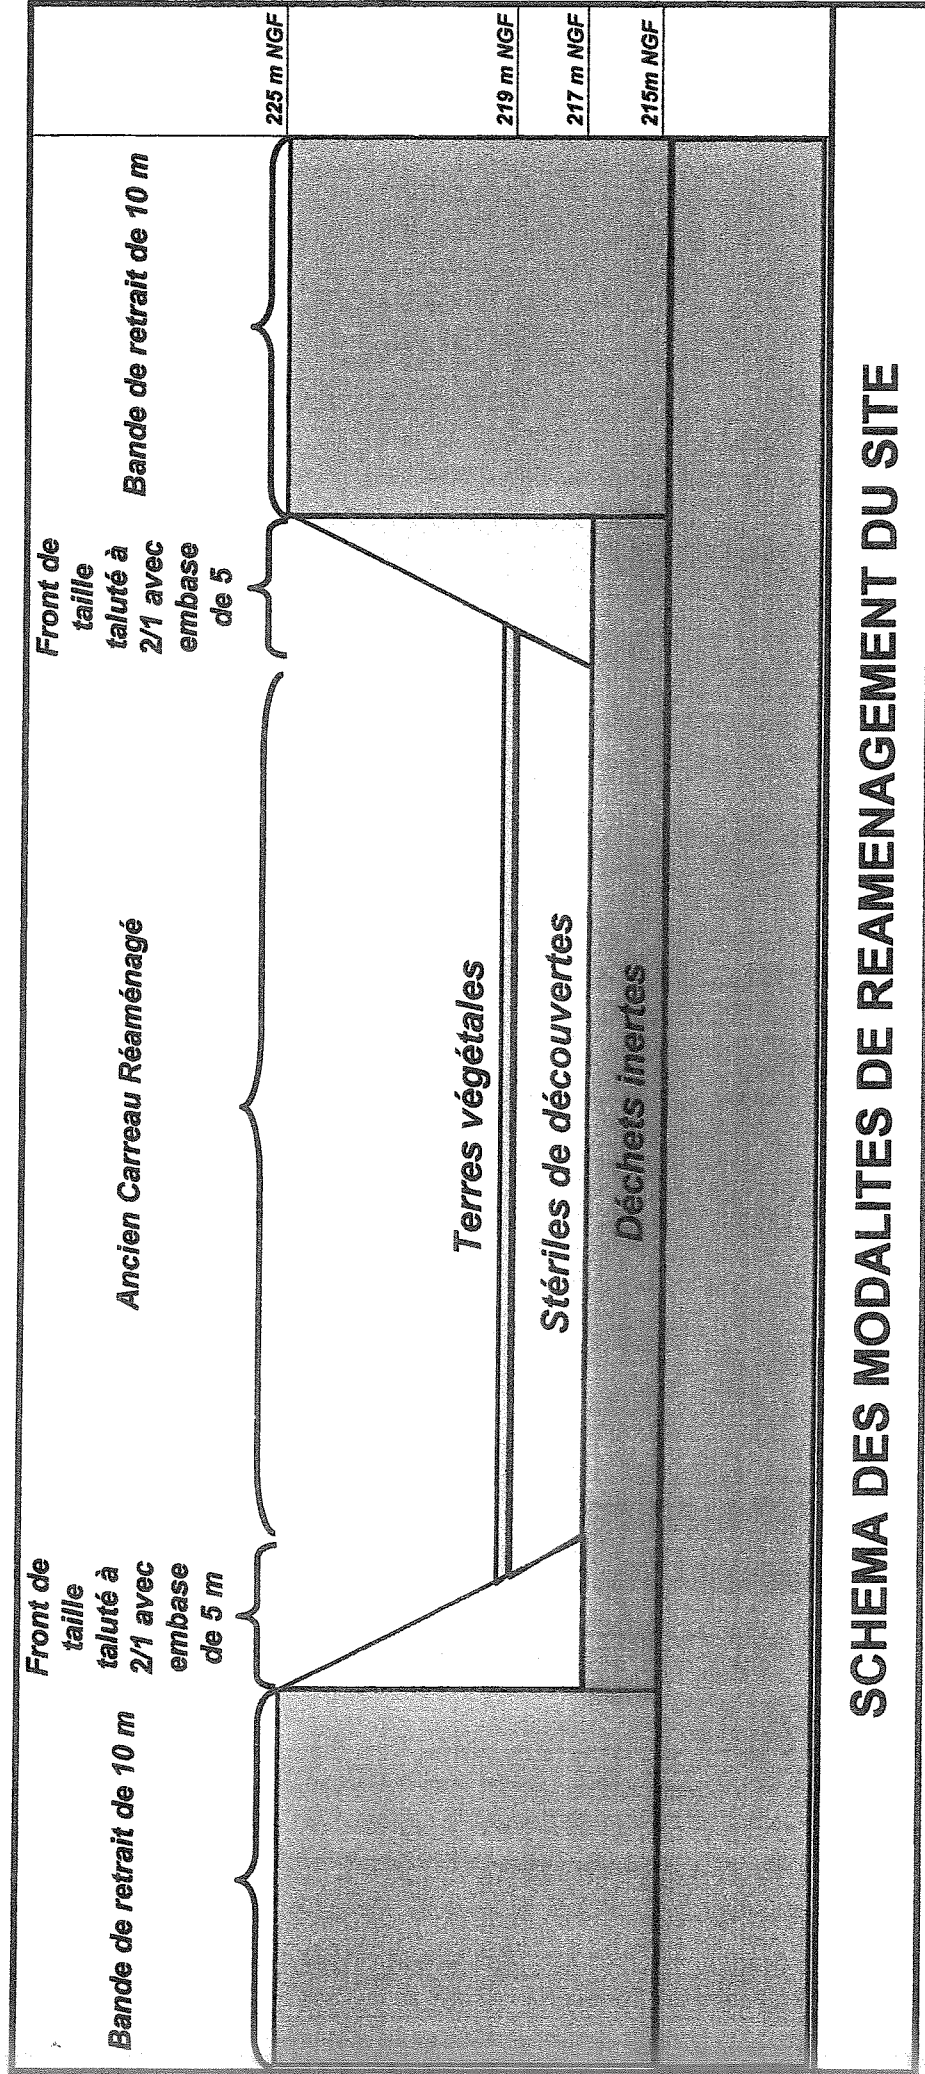 Bande de retrait de 10 m
Front de
taille
taluté à
2/1 avec
embase
de 5 m
Ancien Carreau Réaménagé
Front de
taille
taluté à
2/1 avec
embase
de 5
Bande de retrait de 10 m
225 m NGF
219 m NGF
217 m NGF
215m NGF
Terres végétales
Stériles de découvertes
Déchets inertes
SCHEMA DES MODALITES DE REAMENAGEMENT DU SITE